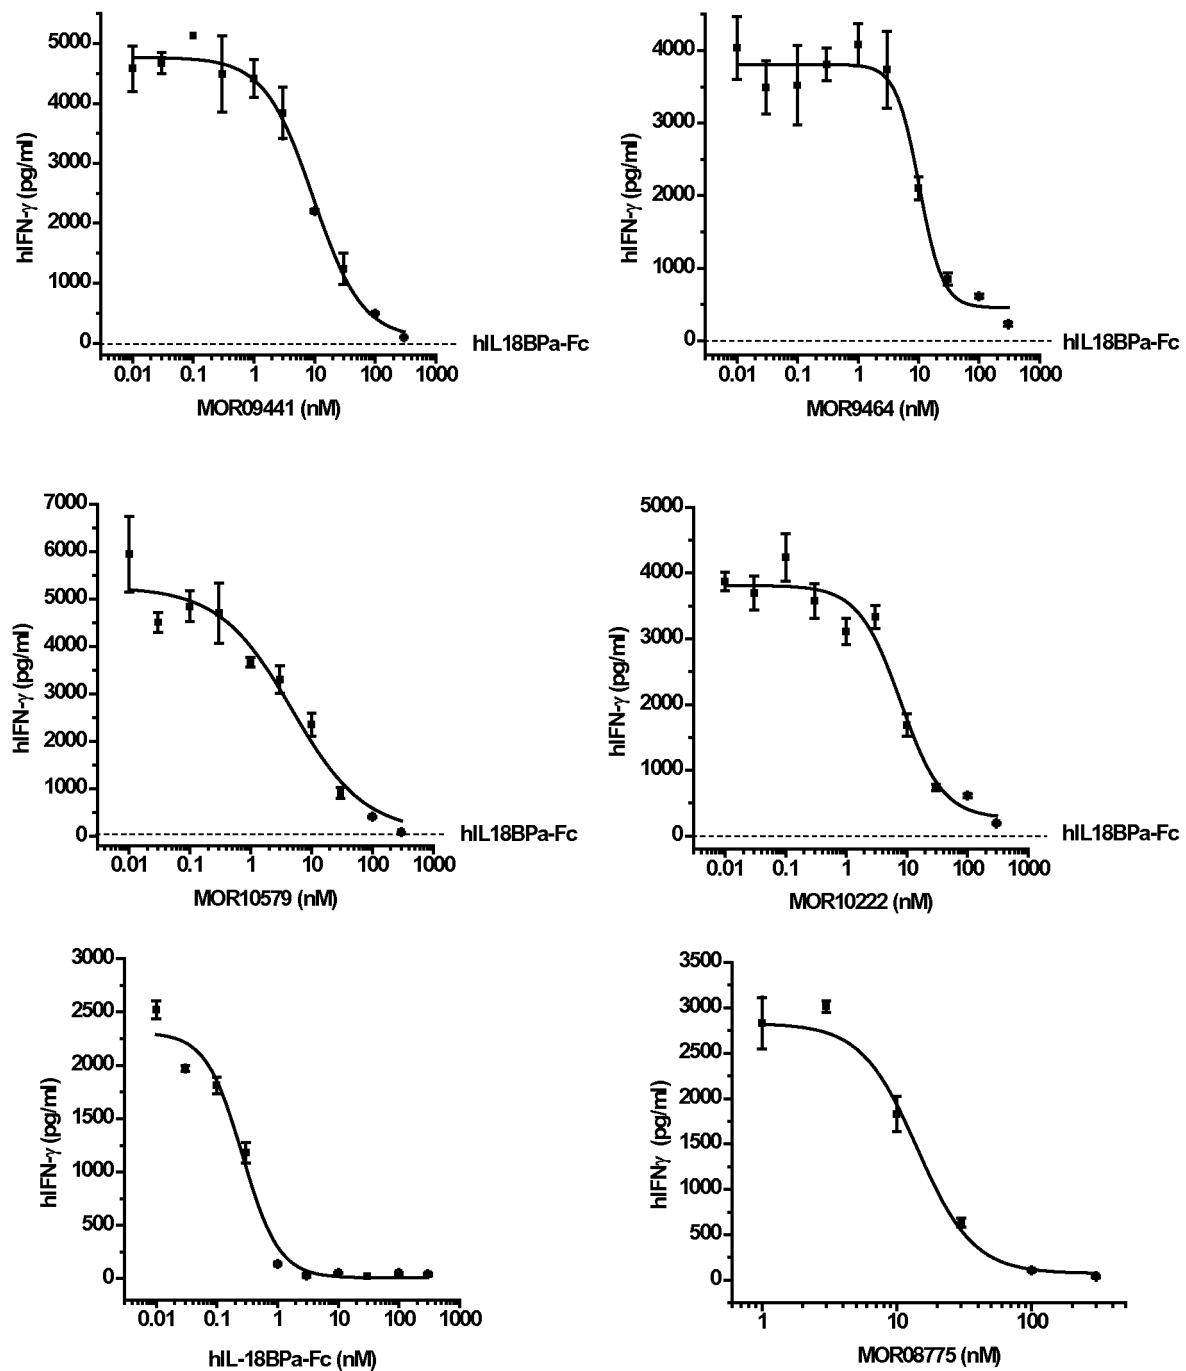 5000
4000
3000
2000
1000
0
hIFN-γ (pg/ml)
hIL18BPa-Fc
0.01 0.1 1 10 100 1000
MOR09441 (nM)
4000
3000
2000
1000
0
hIFN-γ (pg/ml)
hIL18BPa-Fc
0.01 0.1 1 10 100 1000
MOR9464 (nM)
7000
6000
5000
4000
3000
2000
1000
0
hIFN-γ (pg/ml)
hIL18BPa-Fc
0.01 0.1 1 10 100 1000
MOR10579 (nM)
5000
4000
3000
2000
1000
0
hIFN-γ (pg/ml)
hIL18BPa-Fc
0.01 0.1 1 10 100 1000
MOR10222 (nM)
3000
2500
2000
1500
1000
500
0
hIFN-γ (pg/ml)
0.01 0.1 1 10 100 1000
hIL-18BPa-Fc (nM)
3500
3000
2500
2000
1500
1000
500
0
hIFNγ (pg/ml)
1 10 100
MOR08775 (nM)